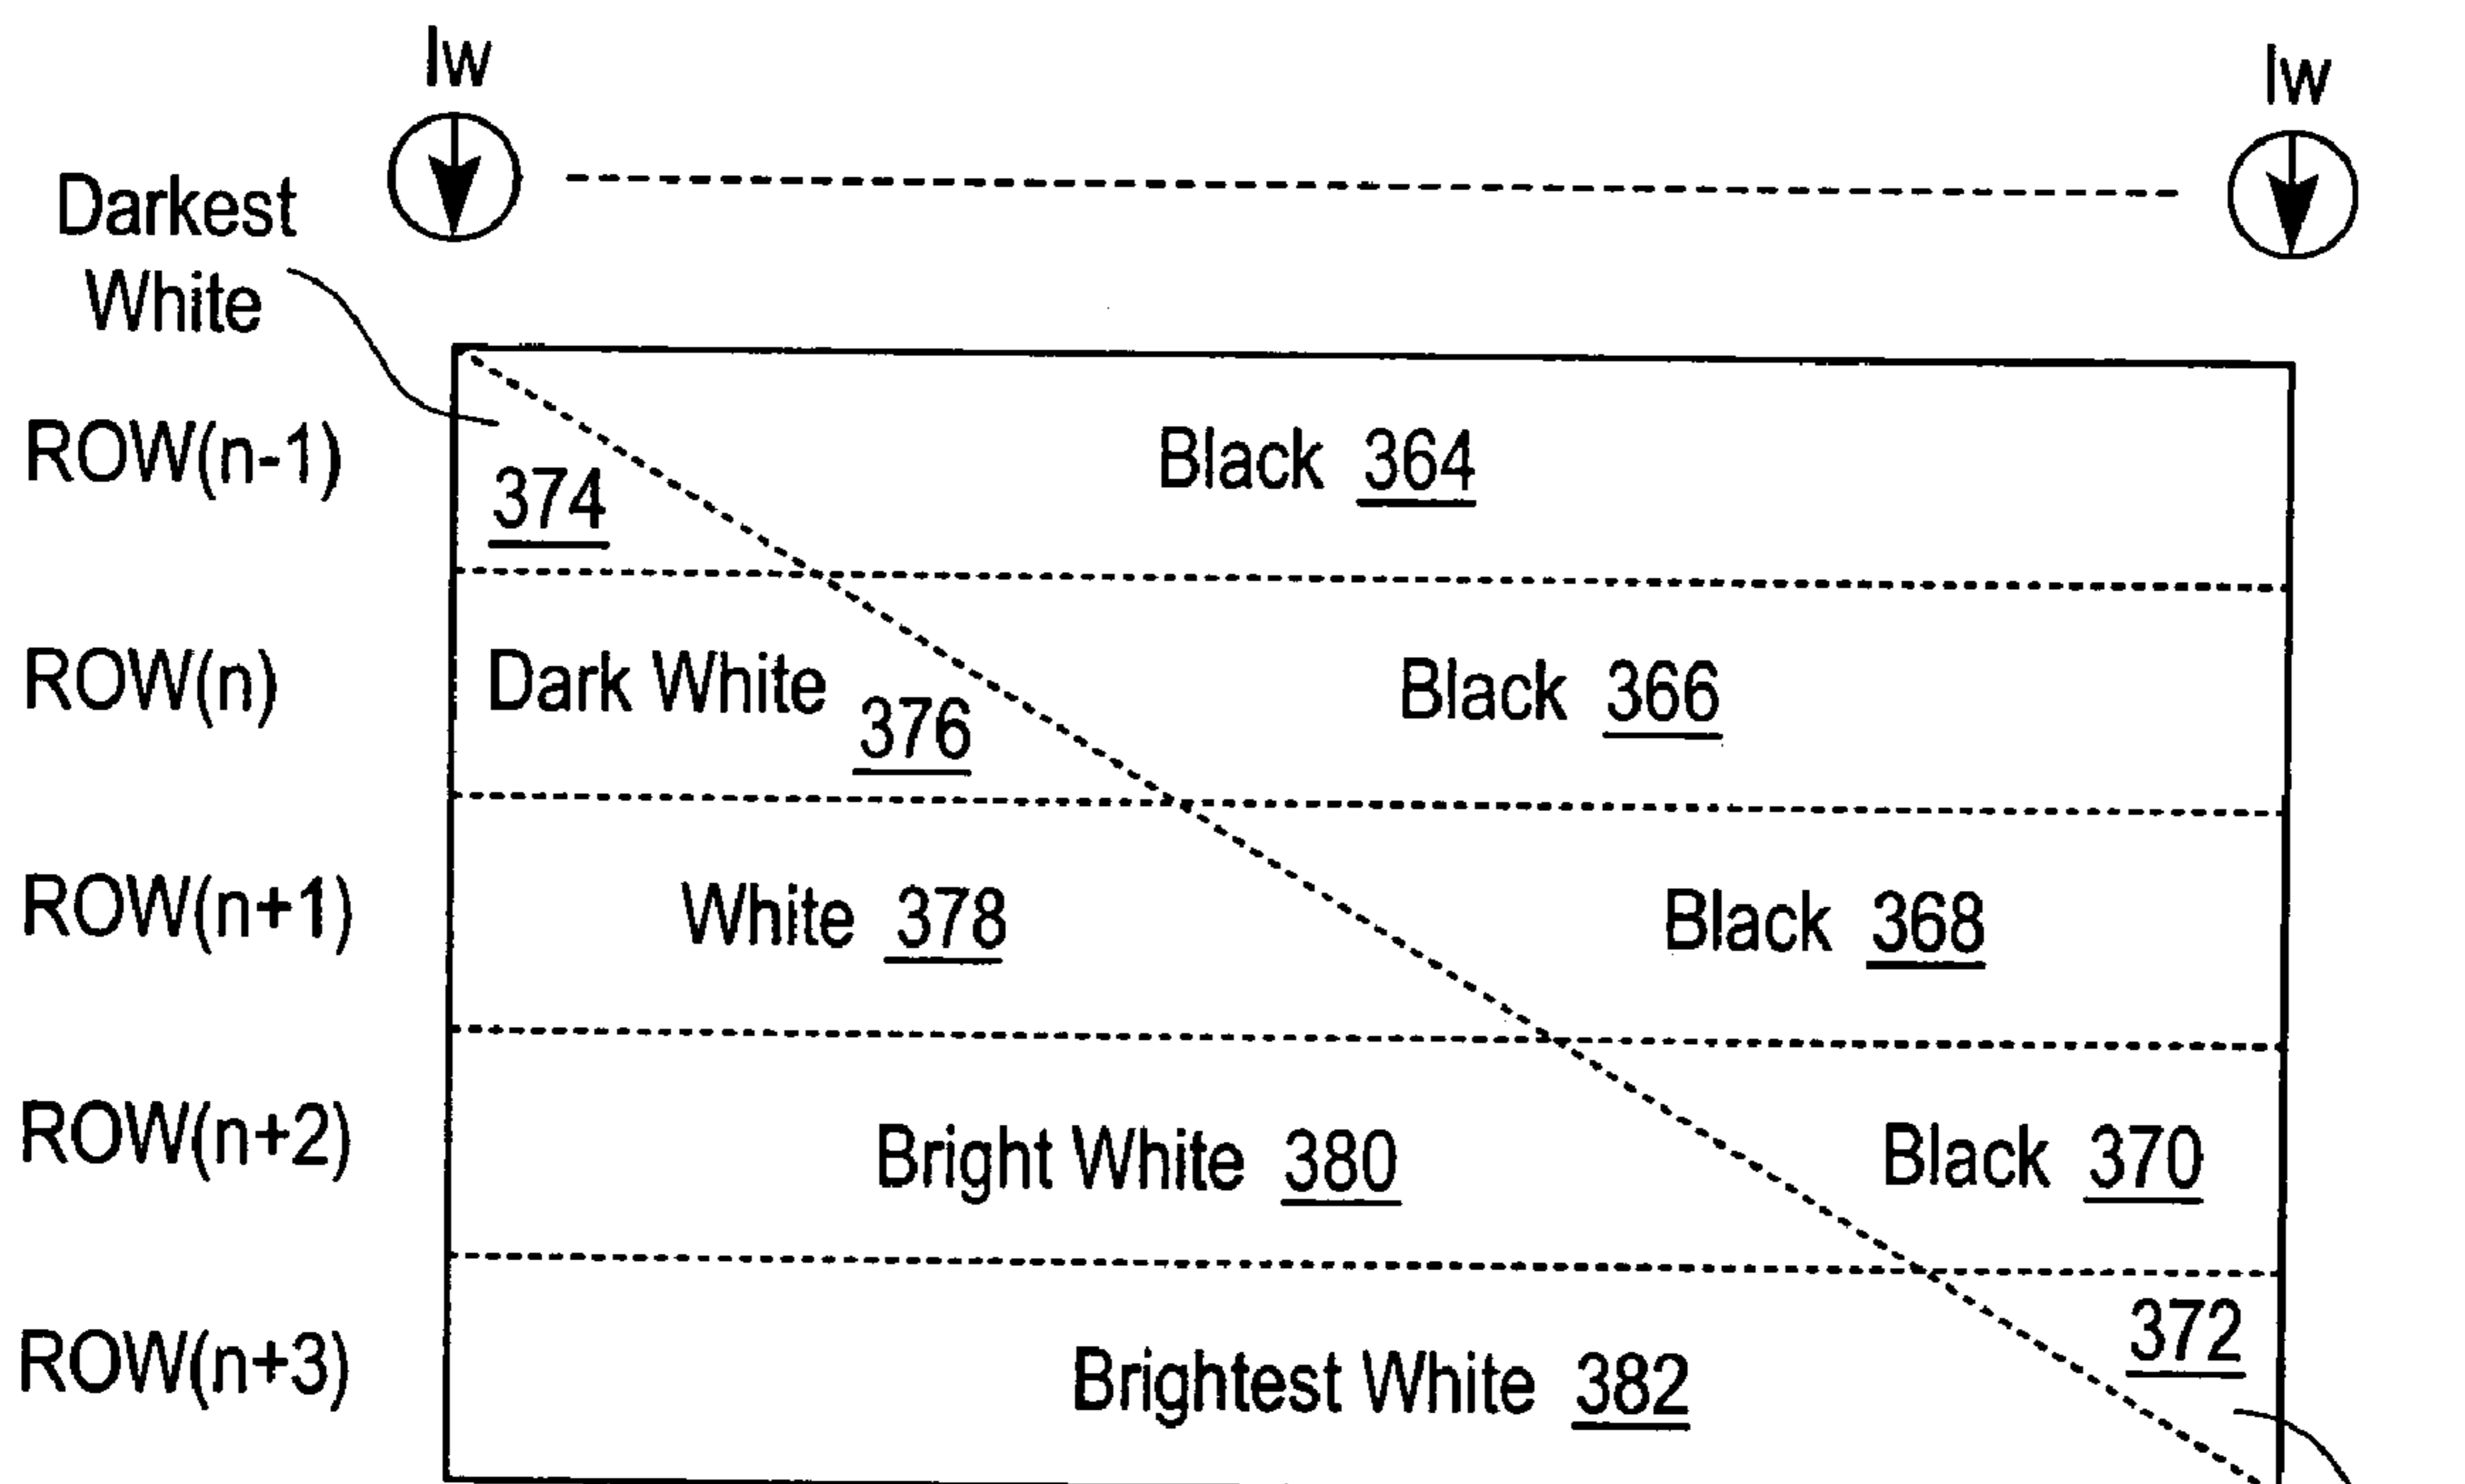 Iw
Iw
Darkest
White
ROW(n-1)
Black 364
374
ROW(n)
Dark White 376
Black 366
ROW(n+1)
White 378
Black 368
ROW(n+2)
Bright White 380
Black 370
ROW(n+3)
Brightest White 382
372